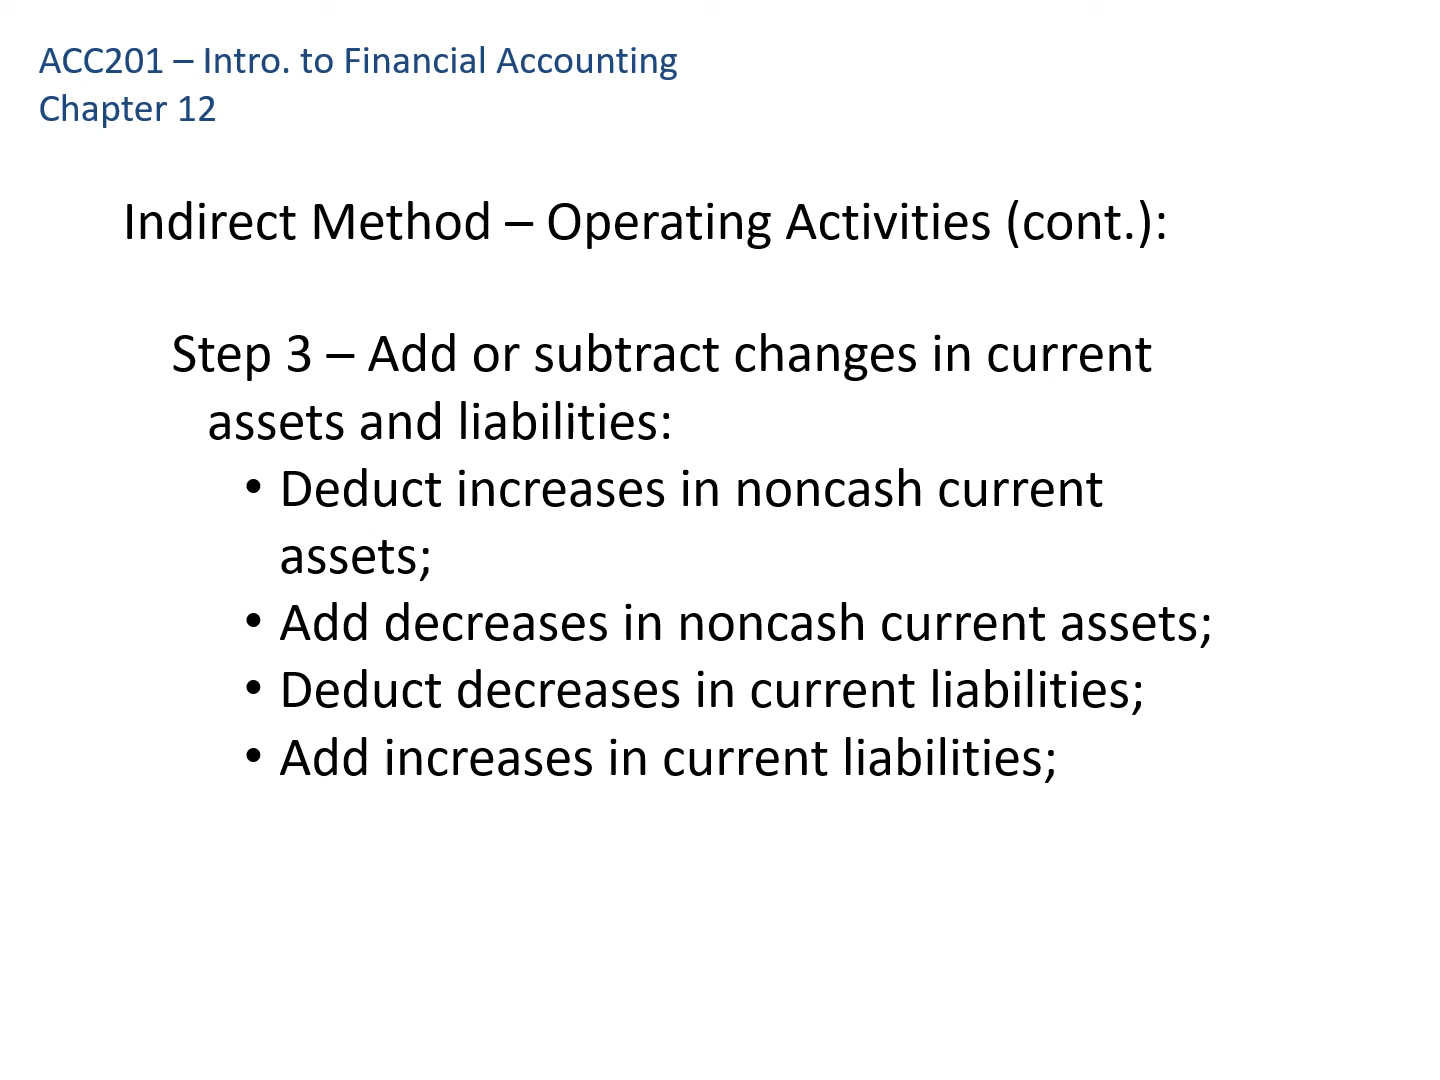 ACC201 – Intro. to Financial Accounting
Chapter 12
Indirect Method – Operating Activities (cont.):
Step 3 – Add or subtract changes in current
assets and liabilities:
• Deduct increases in noncash current
assets;
• Add decreases in noncash current assets;
• Deduct decreases in current liabilities;
• Add increases in current liabilities;